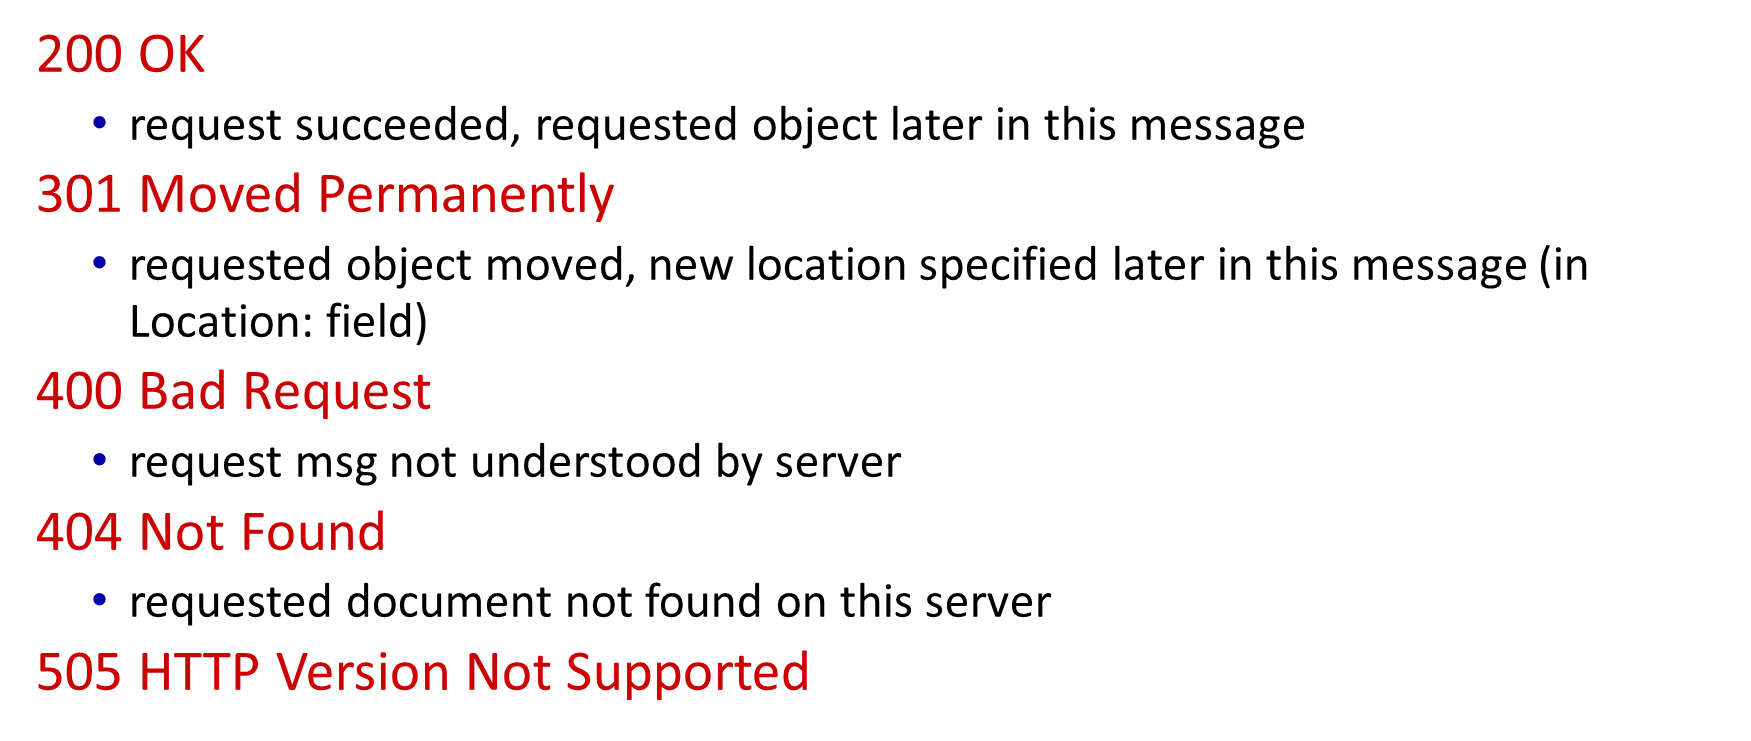 200 OK
• request succeeded, requested object later in this message
301 Moved Permanently
• requested object moved, new location specified later in this message (in
Location: field)
400 Bad Request
• request msg not understood by server
404 Not Found
• requested document not found on this server
505 HTTP Version Not Supported